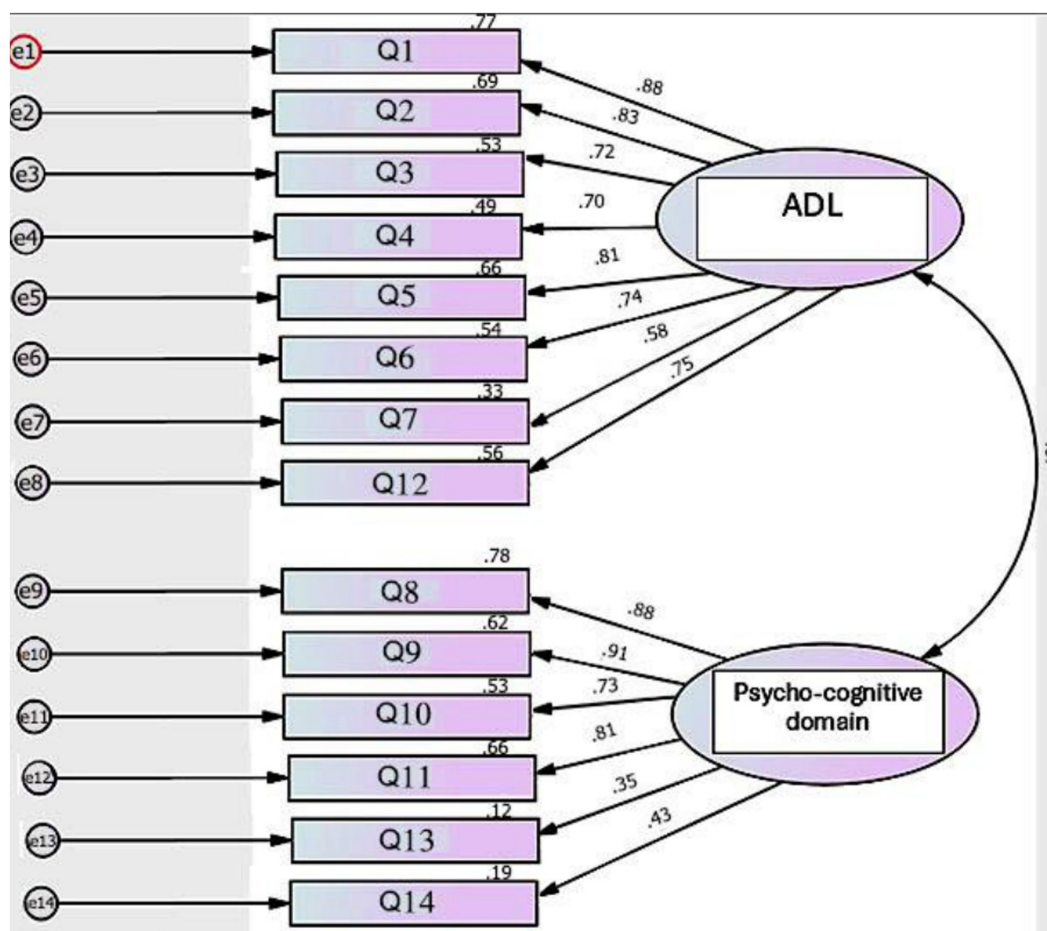 .77
e1 Q1
.88
.69
e2 Q2
.83
.53
e3 Q3
.72
ADL
.49
e4 Q4
.70
.66
e5 Q5
.81
.54
e6 Q6
.74
.33
e7 Q7
.58
.56
e8 Q12
.75
.78
e9 Q8
.88
.62
e10 Q9
.91
.53
e11 Q10
.73
Psycho-cognitive
domain
.66
e12 Q11
.81
.12
e13 Q13
.35
.19
e14 Q14
.43